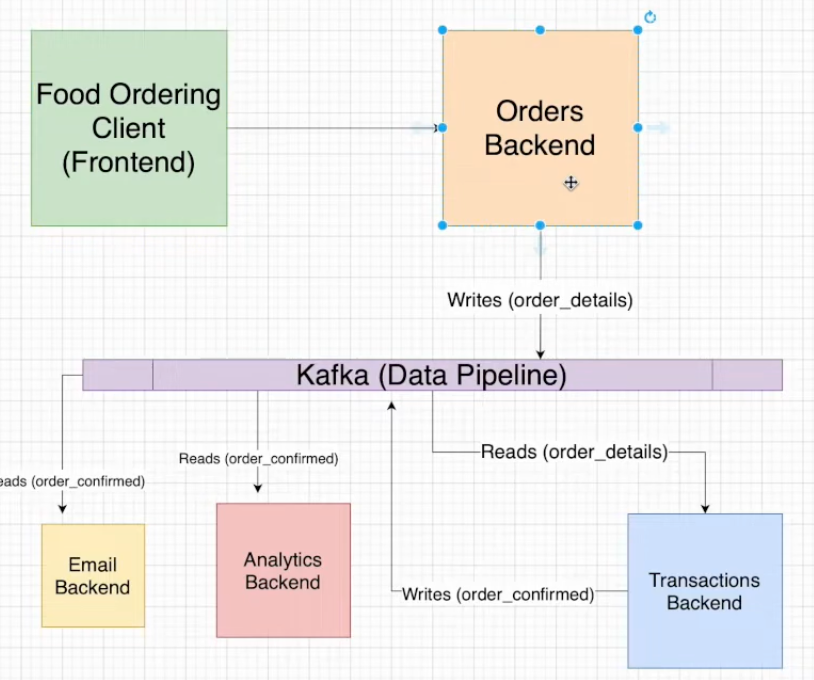 Food Ordering
Client
(Frontend)
Orders
Backend
Writes (order_details)
Kafka (Data Pipeline)
Reads (order_details)
Reads (order_confirmed)
eads (order_confirmed)
Email
Backend
Analytics
Backend
Writes (order_confirmed)
Transactions
Backend